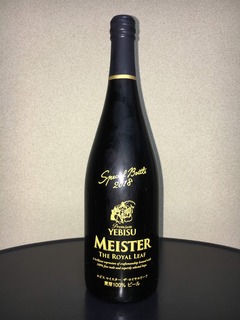 Special Bottle
2018
Premium
YEBISU
MEISTER
THE ROYAL LEAF
ヱビス マイスター ザ・ロイヤルリーフ
麦芽100% ビール